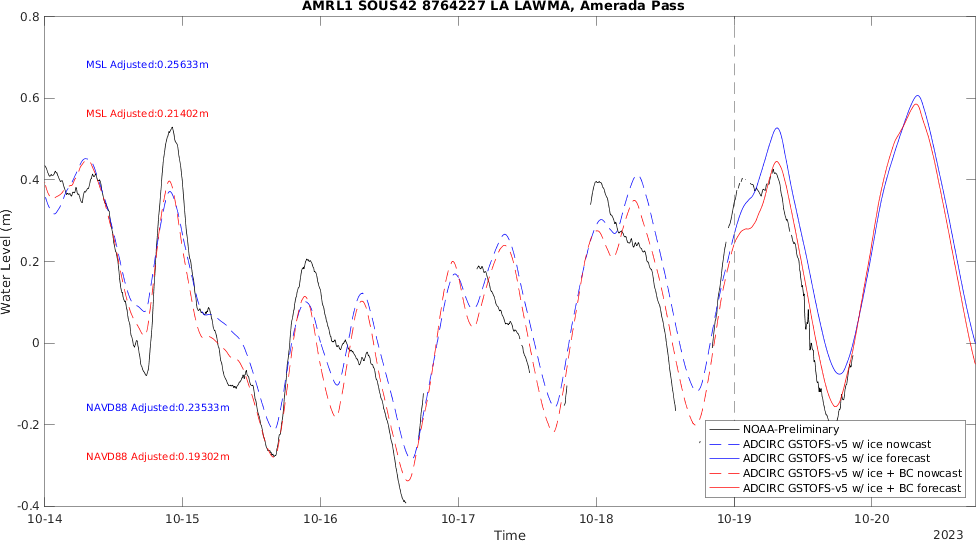 AMRL1 SOUS42 8764227 LA LAWMA, Amerada Pass
0.8
0.6
0.4
0.2
0
-0.2
-0.4
Water Level (m)
MSL Adjusted:0.25633m
MSL Adjusted:0.21402m
NAVD88 Adjusted:0.23533m
NAVD88 Adjusted:0.19302m
NOAA-Preliminary
ADCIRC GSTOFS-v5 w/ ice nowcast
ADCIRC GSTOFS-v5 w/ ice forecast
ADCIRC GSTOFS-v5 w/ ice + BC nowcast
ADCIRC GSTOFS-v5 w/ ice + BC forecast
10-14 10-15 10-16 10-17 10-18 10-19 10-20
Time
2023